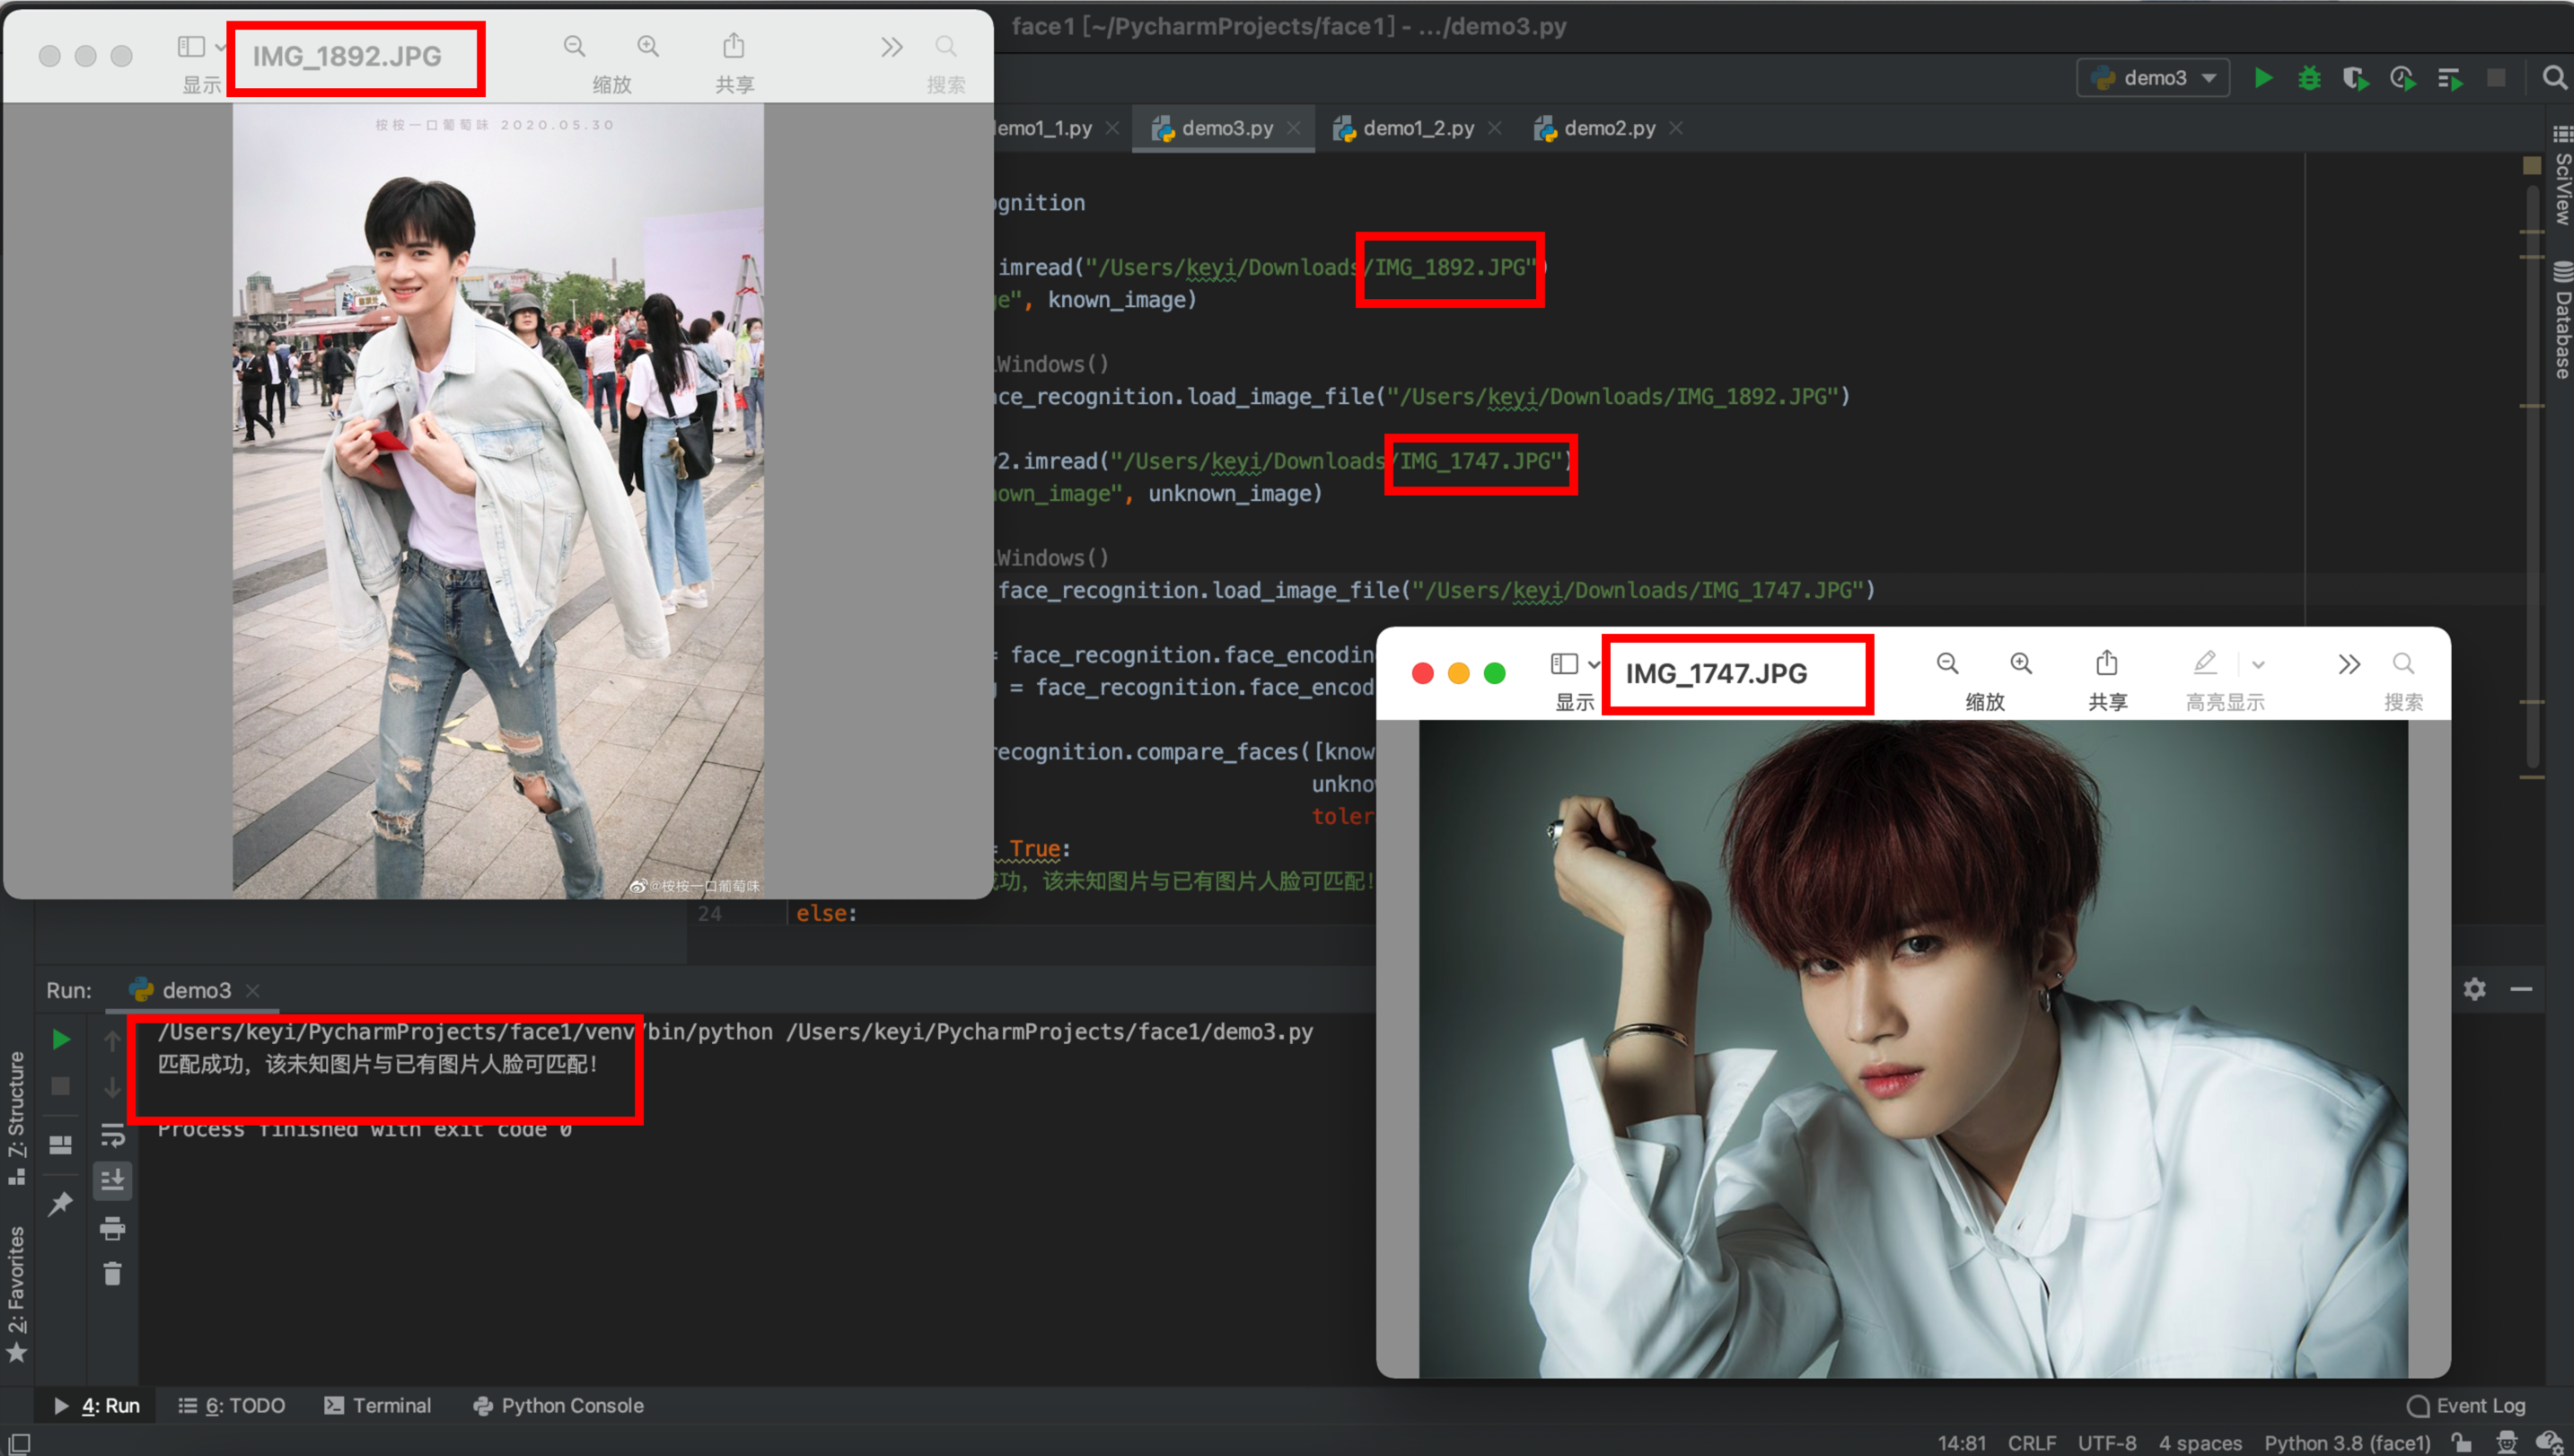 face1 [~/PycharmProjects/face1] - .../demo3.py
IMG_1892.JPG
显示
缩放
共享
搜索
demo3
桉桉一口葡萄味 2020.05.30
emo1_1.py
demo3.py
demo1_2.py
demo2.py
SciView
Database
gnition
imread("/Users/keyi/Downloads/IMG_1892.JPG")
e", known_image)
Windows()
ce_recognition.load_image_file("/Users/keyi/Downloads/IMG_1892.JPG")
2.imread("/Users/keyi/Downloads/IMG_1747.JPG")
own_image", unknown_image)
Windows()
face_recognition.load_image_file("/Users/keyi/Downloads/IMG_1747.JPG")
= face_recognition.face_encodin
= face_recognition.face_encod
recognition.compare_faces([know
unkno
toler
= True:
功，该未知图片与已有图片人脸可匹配!
@桉桉一口葡萄味
24
else:
IMG_1747.JPG
显示
缩放
共享
高亮显示
搜索
Run:
demo3
/Users/keyi/PycharmProjects/face1/venv/bin/python /Users/keyi/PycharmProjects/face1/demo3.py
匹配成功，该未知图片与已有图片人脸可匹配!
Process finished with exit code 0
7: Structure
2: Favorites
4: Run
6: TODO
Terminal
Python Console
Event Log
14:81 CRLF UTF-8 4 spaces Python 3.8 (face1)